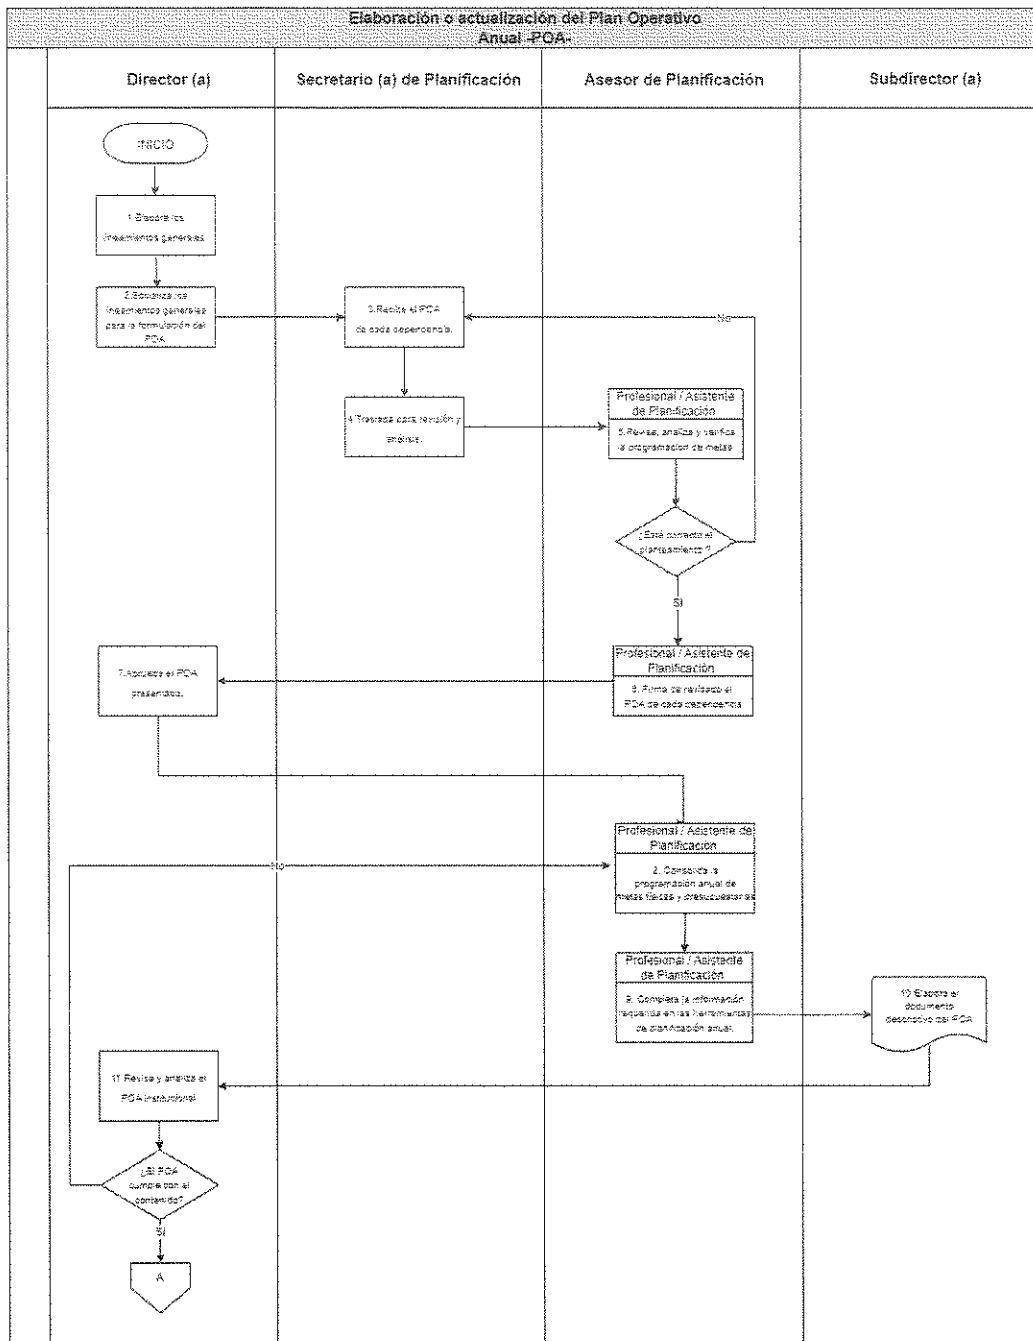 Elaboración o actualización del Plan Operativo
Anual -POA-
Director (a)
Secretario (a) de Planificación
Asesor de Planificación
Subdirector (a)
INICIO
1.Elabora los
lineamientos generales
2.Socializa los
lineamientos generales
para la formulación del
POA
3.Recibe el POA
de cada dependencia.
No
4.Traslada para revisión y
análisis.
Profesional / Asistente
de Planificación
5.Revisa, analiza y verifica
la programación de metas
¿Está correcto el
planteamiento ?
SI
Profesional / Asistente de
Planificación
6. Firma de revisado el
POA de cada dependencia
7.Aprueba el POA
presentado.
Profesional / Asistente de
Planificación
8. Consolida la
programación anual de
metas físicas y presupuestarias
No
Profesional / Asistente
de Planificación
9. Completa la información
requerida en las herramientas
de planificación anual.
10 Elabora el
documento
descriptivo del POA
11 Revisa y analiza el
POA institucional
¿El POA
cumple con el
contenido?
SI
A